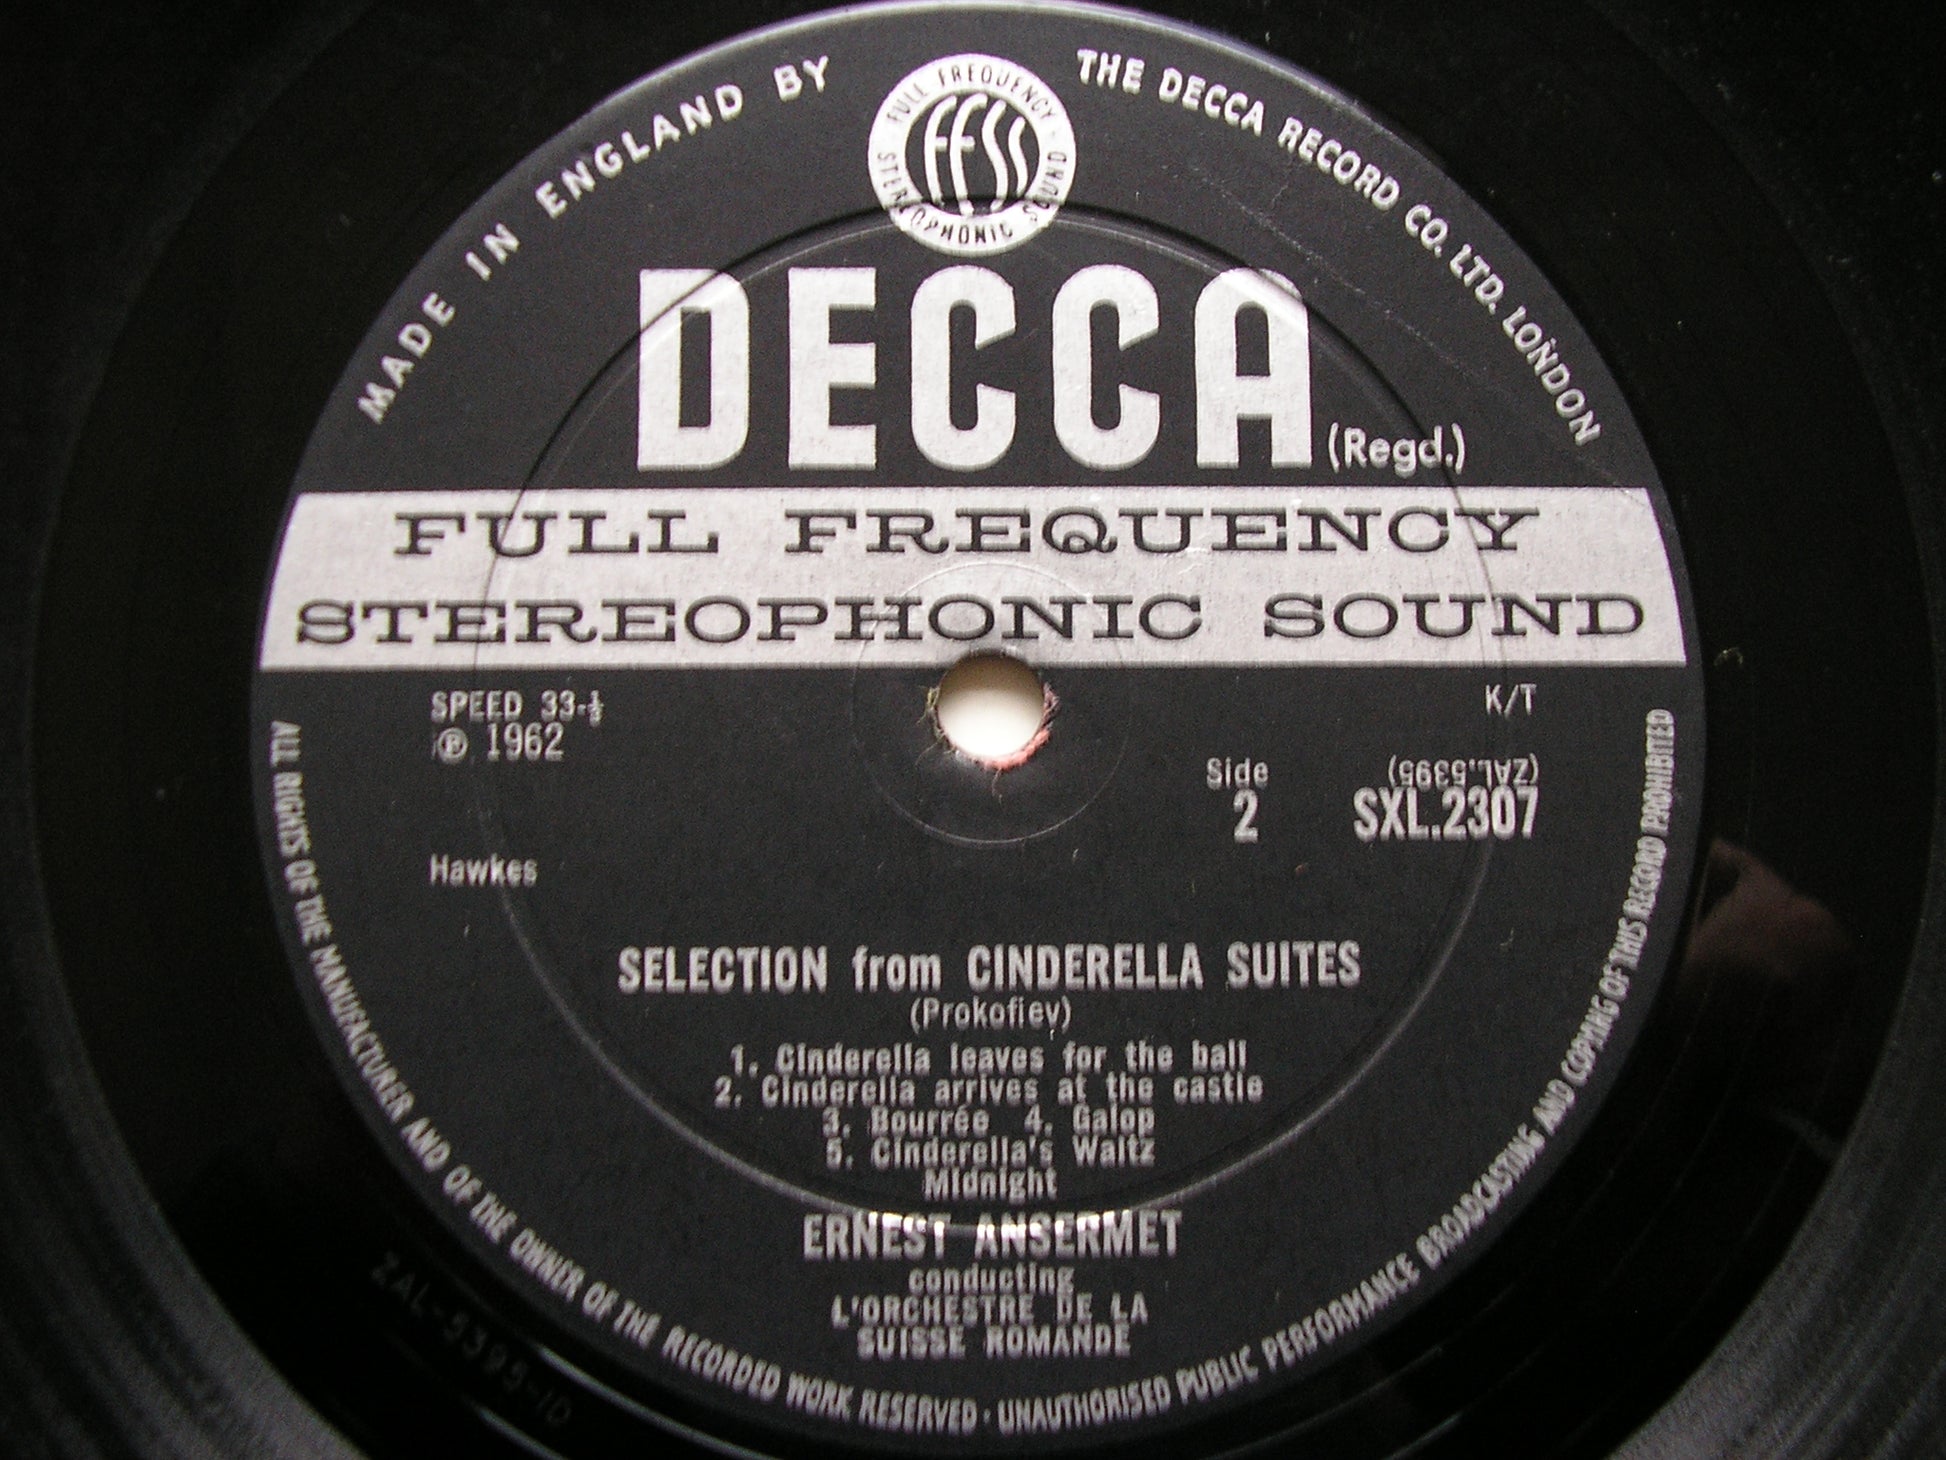 MADE IN ENGLAND BY
THE DECCA RECORD CO. LTD. LONDON
FULL FREQUENCY
STEREOPHONIC SOUND
FFSS
DECCA (Regd.)
FULL FREQUENCY
STEREOPHONIC SOUND
SPEED 33-⅓
℗ 1962
K/T
(ZAL.5395)
Side
2
SXL.2307
Hawkes
SELECTION from CINDERELLA SUITES
(Prokofiev)
1. Cinderella leaves for the ball
2. Cinderella arrives at the castle
3. Bourrée 4. Galop
5. Cinderella's Waltz
Midnight
ERNEST ANSERMET
conducting
L'ORCHESTRE DE LA
SUISSE ROMANDE
ALL RIGHTS OF THE MANUFACTURER AND OF THE OWNER OF THE RECORDED WORK RESERVED · UNAUTHORISED PUBLIC PERFORMANCE BROADCASTING AND COPYING OF THIS RECORD PROHIBITED
ZAL-5395-1D